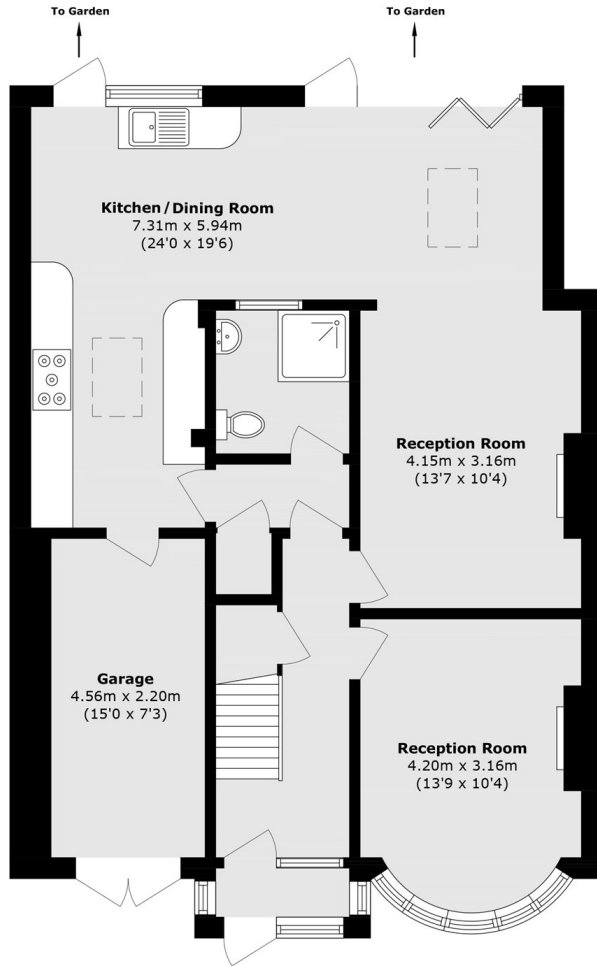 To Garden
To Garden
Kitchen / Dining Room
7.31m x 5.94m
(24'0 x 19'6)
Reception Room
4.15m x 3.16m
(13'7 x 10'4)
Garage
4.56m x 2.20m
(15'0 x 7'3)
Reception Room
4.20m x 3.16m
(13'9 x 10'4)